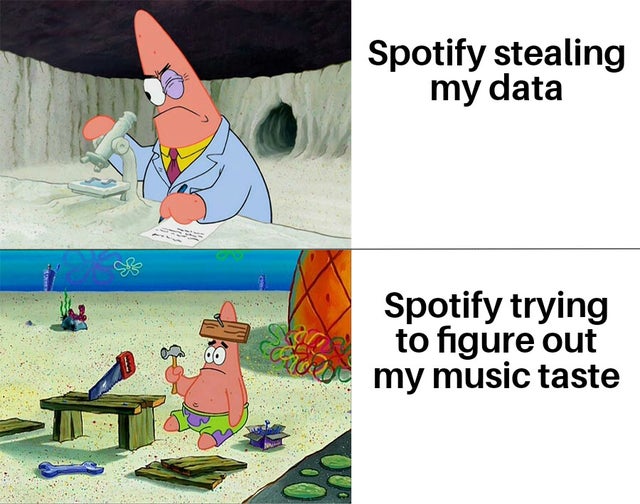 Spotify stealing
my data
Spotify trying
to figure out
my music taste